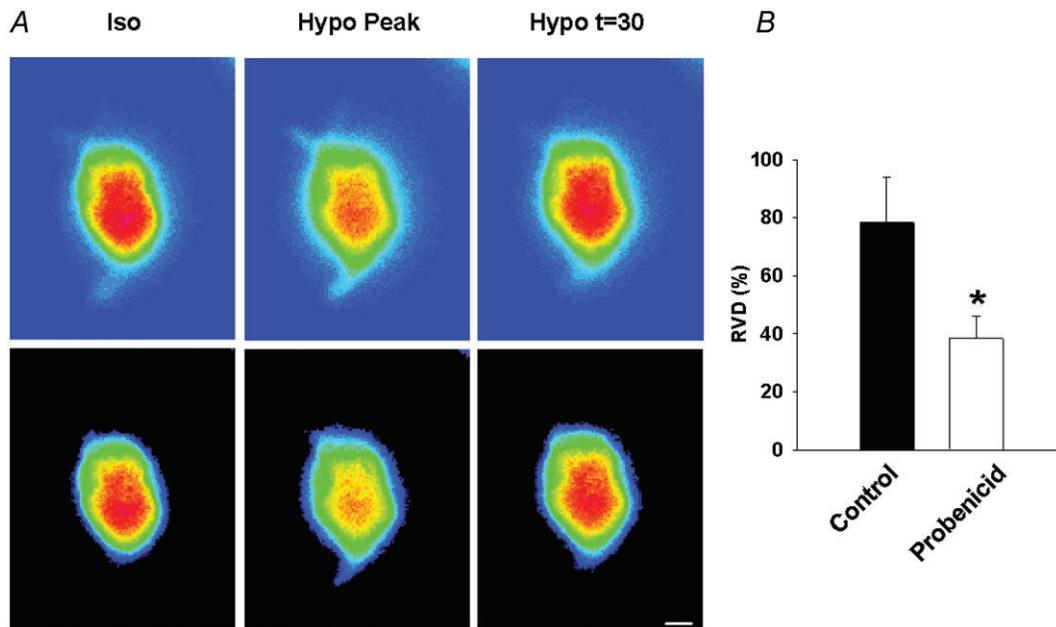 A
Iso
Hypo Peak
Hypo t=30
B
100
80
60
40
20
0
RVD (%)
*
Control
Probenicid